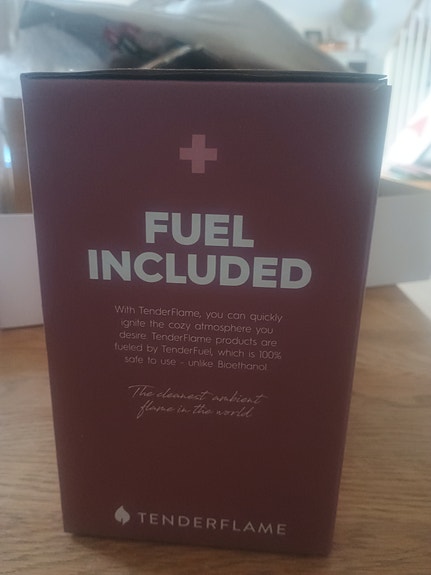 FUEL
INCLUDED
With TenderFlame, you can quickly
ignite the cozy atmosphere you
desire. TenderFlame products are
fueled by TenderFuel, which is 100%
safe to use - unlike Bioethanol.
The cleanest ambient
flame in the world
TENDERFLAME